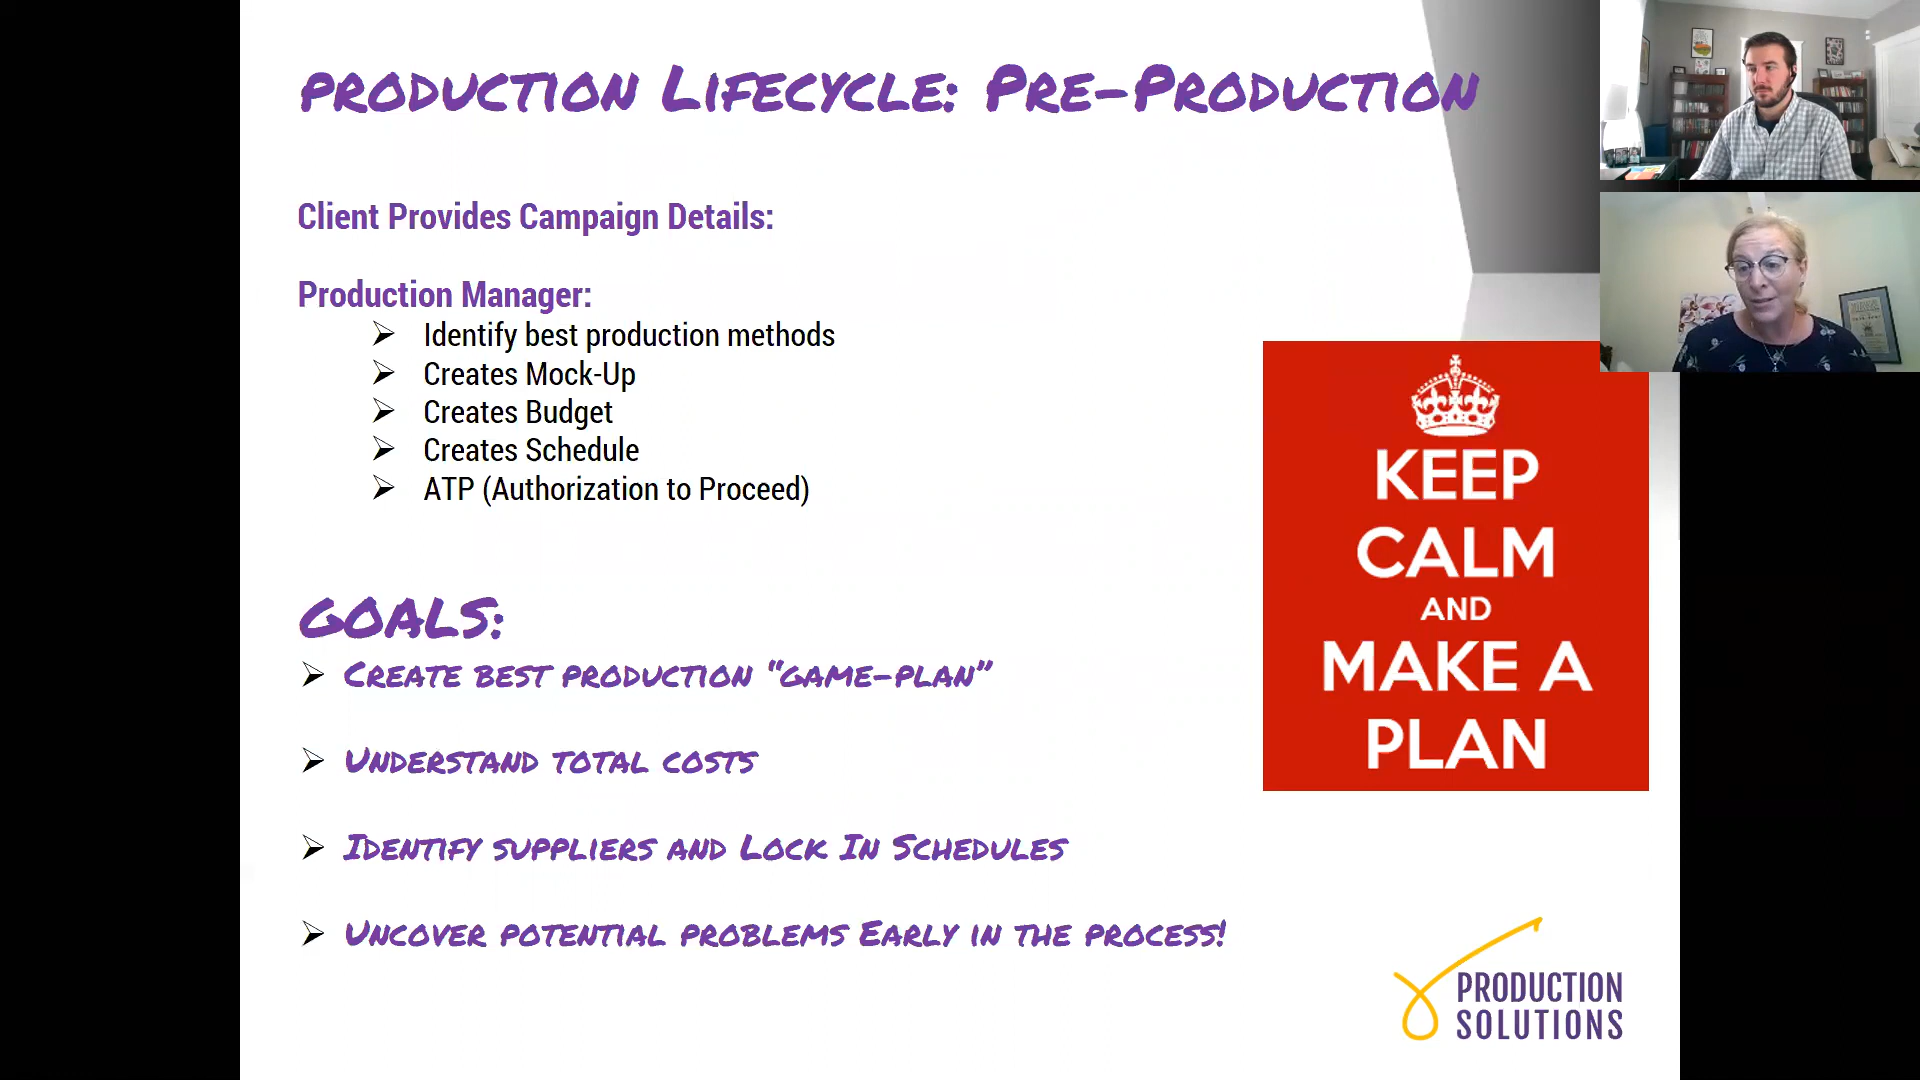 PRODUCTION LIFECYCLE: PRE-PRODUCTION
Client Provides Campaign Details:
Production Manager:
➢ Identify best production methods
➢ Creates Mock-Up
➢ Creates Budget
➢ Creates Schedule
➢ ATP (Authorization to Proceed)
GOALS:
➢ CREATE BEST PRODUCTION “GAME-PLAN”
➢ UNDERSTAND TOTAL COSTS
➢ IDENTIFY SUPPLIERS AND LOCK IN SCHEDULES
➢ UNCOVER POTENTIAL PROBLEMS EARLY IN THE PROCESS!
KEEP
CALM
AND
MAKE A
PLAN
PRODUCTION
SOLUTIONS